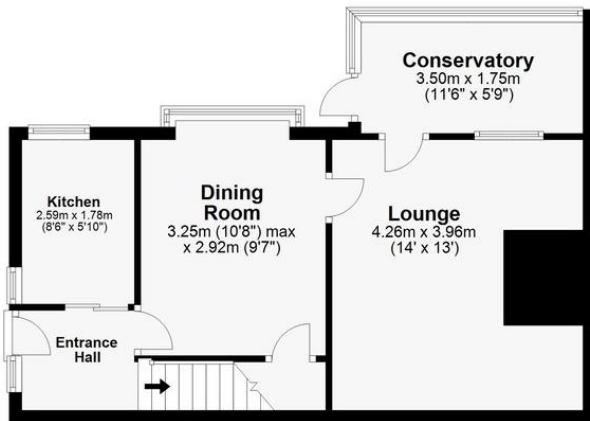 Conservatory
3.50m x 1.75m
(11'6" x 5'9")
Kitchen
2.59m x 1.78m
(8'6" x 5'10")
Dining
Room
3.25m (10'8") max
x 2.92m (9'7")
Lounge
4.26m x 3.96m
(14' x 13')
Entrance
Hall